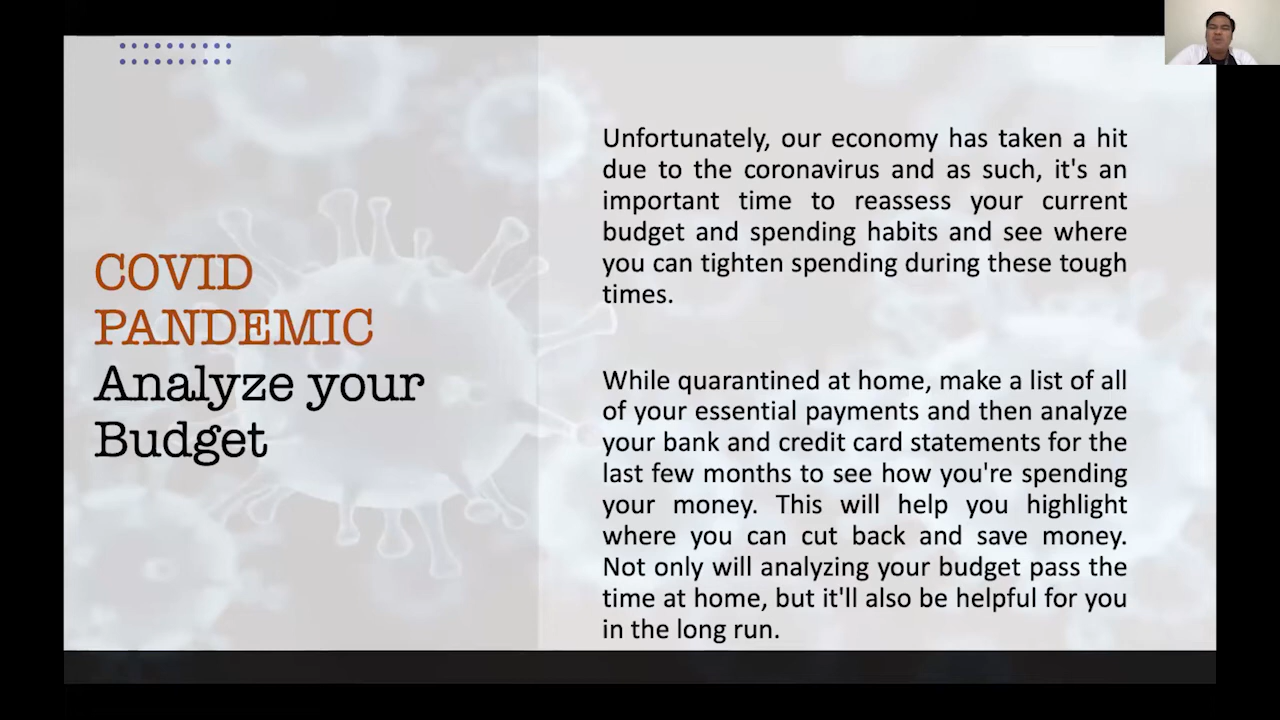 COVID
PANDEMIC
Analyze your
Budget
Unfortunately, our economy has taken a hit
due to the coronavirus and as such, it's an
important time to reassess your current
budget and spending habits and see where
you can tighten spending during these tough
times.
While quarantined at home, make a list of all
of your essential payments and then analyze
your bank and credit card statements for the
last few months to see how you're spending
your money. This will help you highlight
where you can cut back and save money.
Not only will analyzing your budget pass the
time at home, but it'll also be helpful for you
in the long run.